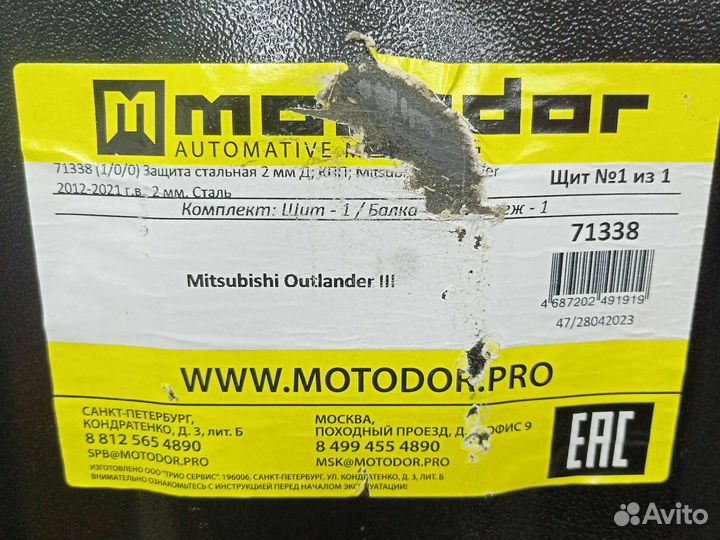 AUTOMATIVE
71338 (1/0/0) Защита стальная 2 мм Д; КПП;
2012-2021 г.в. 2 мм. Сталь
Щит №1 из 1
Комплект: Щит - 1 / Балка - 1
71338
Mitsubishi Outlander III
4 687202 491919
47/28042023
WWW.MOTODOR.PRO
САНКТ-ПЕТЕРБУРГ,
КОНДРАТЕНКО, Д. 3, ЛИТ. Б
8 812 565 4890
SPB@MOTODOR.PRO
МОСКВА,
ПОХОДНЫЙ ПРОЕЗД, Д. ОФИС 9
8 499 455 4890
MSK@MOTODOR.PRO
EAC
ИЗГОТОВЛЕНО ООО "ТРИО СЕРВИС". 196006, САНКТ-ПЕТЕРБУРГ, УЛ. КОНДРАТЕНКО, Д. 3, ЛИТ. Б
ВНИМАТЕЛЬНО ОЗНАКОМЬТЕСЬ С ИНСТРУКЦИЕЙ ПЕРЕД НАЧАЛОМ ЭКСПЛУАТАЦИИ!
Avito